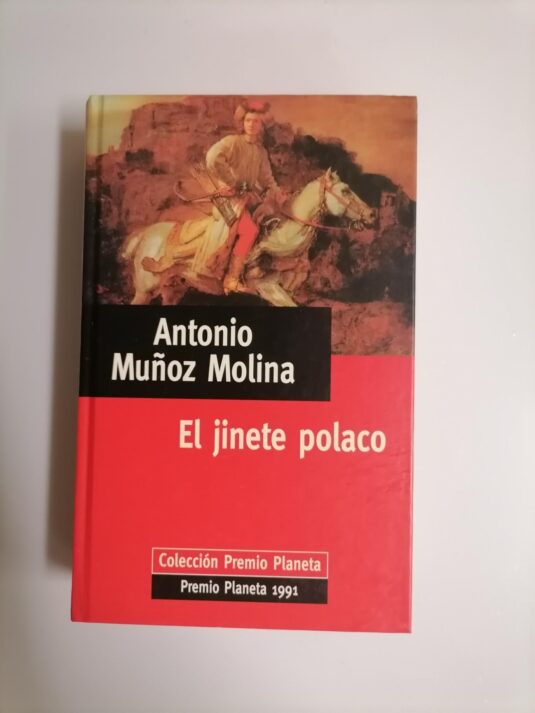 Antonio
Muñoz Molina
El jinete polaco
Colección Premio Planeta
Premio Planeta 1991